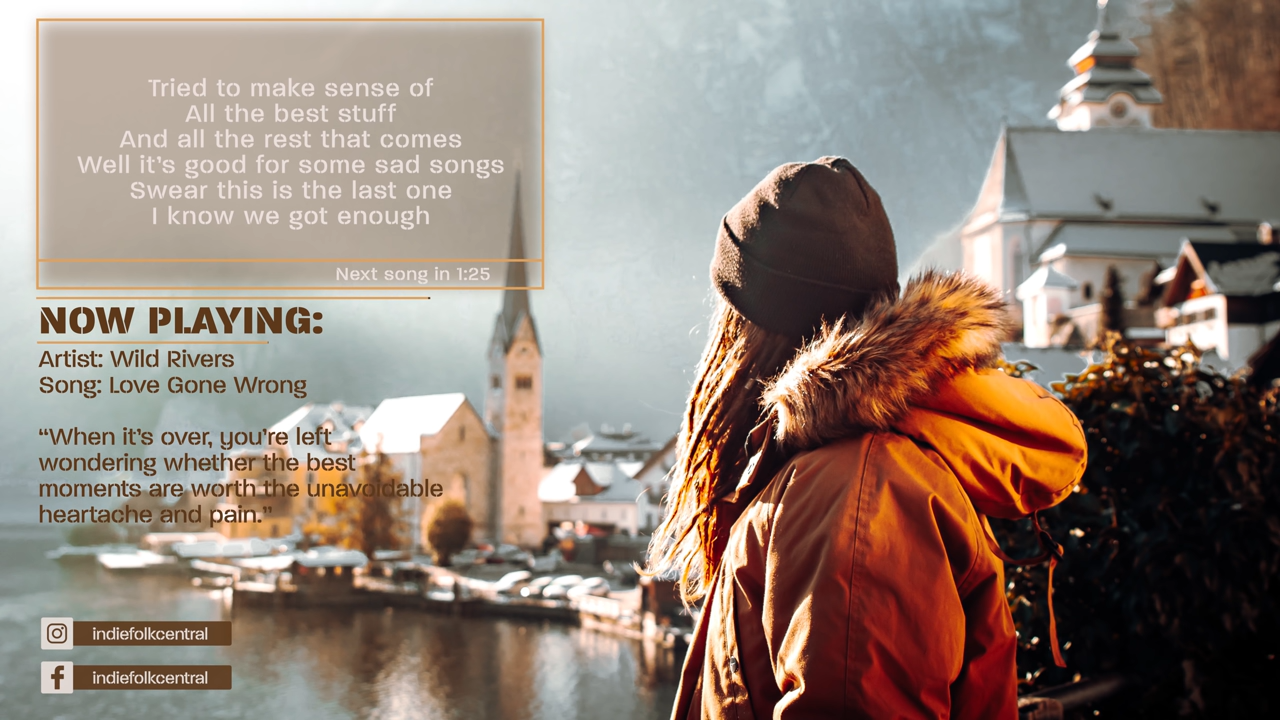 Tried to make sense of
All the best stuff
And all the rest that comes
Well it's good for some sad songs
Swear this is the last one
I know we got enough
Next song in 1:25
NOW PLAYING:
Artist: Wild Rivers
Song: Love Gone Wrong
“When it's over, you're left
wondering whether the best
moments are worth the unavoidable
heartache and pain.”
indiefolkcentral
indiefolkcentral